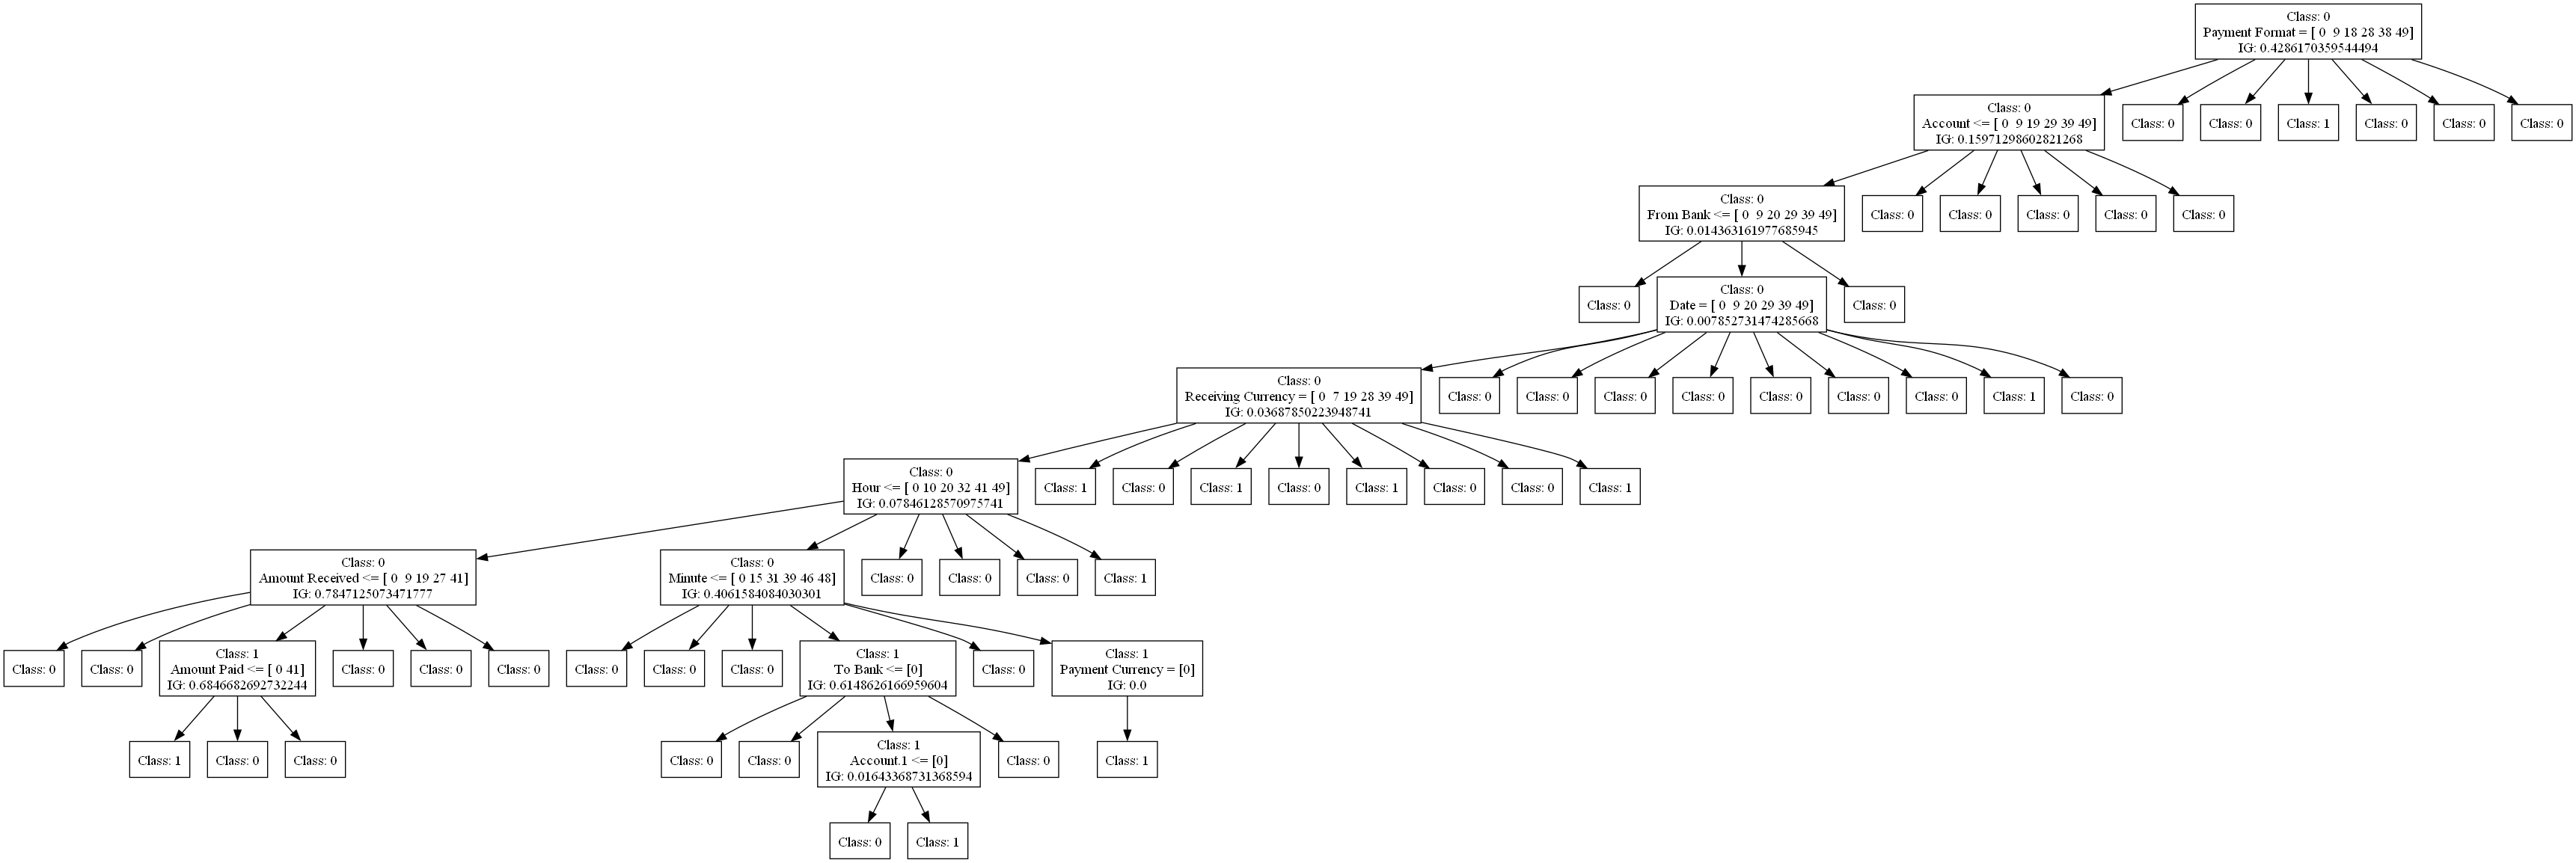 Class: 0
Payment Format = [ 0  9 18 28 38 49]
IG: 0.4286170359544494
Class: 0
Account <= [ 0  9 19 29 39 49]
IG: 0.15971298602821268
Class: 0
Class: 0
Class: 1
Class: 0
Class: 0
Class: 0
Class: 0
From Bank <= [ 0  9 20 29 39 49]
IG: 0.014363161977685945
Class: 0
Class: 0
Class: 0
Class: 0
Class: 0
Class: 0
Class: 0
Date = [ 0  9 20 29 39 49]
IG: 0.007852731474285668
Class: 0
Class: 0
Receiving Currency = [ 0  7 19 28 39 49]
IG: 0.03687850223948741
Class: 0
Class: 0
Class: 0
Class: 0
Class: 0
Class: 0
Class: 0
Class: 1
Class: 0
Class: 0
Hour <= [ 0 10 20 32 41 49]
IG: 0.07846128570975741
Class: 1
Class: 0
Class: 1
Class: 0
Class: 1
Class: 0
Class: 0
Class: 1
Class: 0
Amount Received <= [ 0  9 19 27 41]
IG: 0.7847125073471777
Class: 0
Minute <= [ 0 15 31 39 46 48]
IG: 0.4061584084030301
Class: 0
Class: 0
Class: 0
Class: 1
Class: 0
Class: 0
Class: 1
Amount Paid <= [ 0 41]
IG: 0.6846682692732244
Class: 0
Class: 0
Class: 0
Class: 0
Class: 0
Class: 0
Class: 1
To Bank <= [0]
IG: 0.6148626166959604
Class: 0
Class: 1
Payment Currency = [0]
IG: 0.0
Class: 1
Class: 0
Class: 0
Class: 0
Class: 0
Class: 1
Account.1 <= [0]
IG: 0.01643368731368594
Class: 0
Class: 1
Class: 0
Class: 1